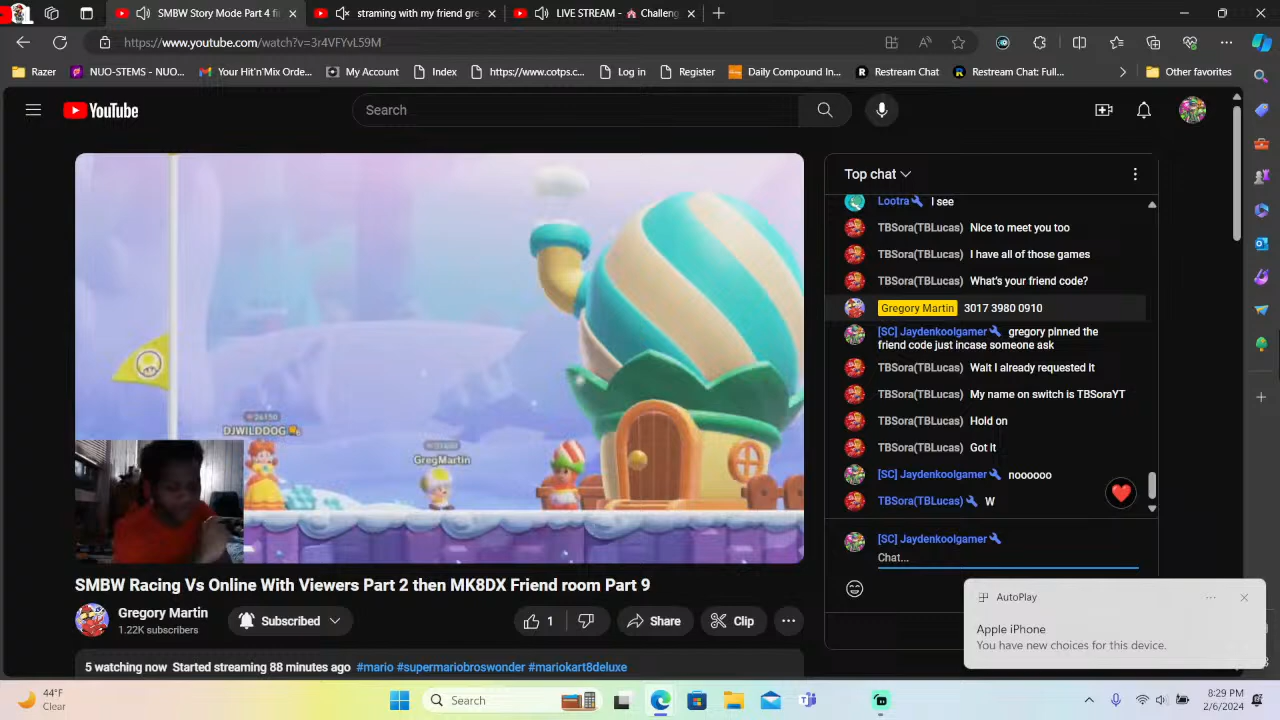 SMBW Story Mode Part 4 fi
straming with my
LIVE STREAM - 🏠 Challeng
https://www.youtube.com/watch?v=3r4VFYvL59M
Razer
NUO-STEMS - NUO...
Your Hit'n'Mix Orde...
My Account
Index
https://www.cotps.c...
Log in
Register
Daily Compound In...
Restream Chat
Restream Chat: Full...
Other favorites
YouTube
Search
DJWILDDOG
GregMartin
Top chat
Lootra I see
TBSora(TBLucas) Nice to meet you too
TBSora(TBLucas) I have all of those games
TBSora(TBLucas) What's your friend code?
Gregory Martin 3017 3980 0910
[SC] Jaydenkoolgamer gregory pinned the
friend code just incase someone ask
TBSora(TBLucas) Wait I already requested it
TBSora(TBLucas) My name on switch is TBSoraYT
TBSora(TBLucas) Hold on
TBSora(TBLucas) Got it
[SC] Jaydenkoolgamer noooooo
TBSora(TBLucas) W
[SC] Jaydenkoolgamer
Chat...
SMBW Racing Vs Online With Viewers Part 2 then MK8DX Friend room Part 9
Gregory Martin
1.22K subscribers
Subscribed
1
Share
Clip
5 watching now Started streaming 88 minutes ago #mario #supermariobroswonder #mariokart8deluxe
AutoPlay
Apple iPhone
You have new choices for this device.
44°F
Clear
Search
8:29 PM
2/6/2024